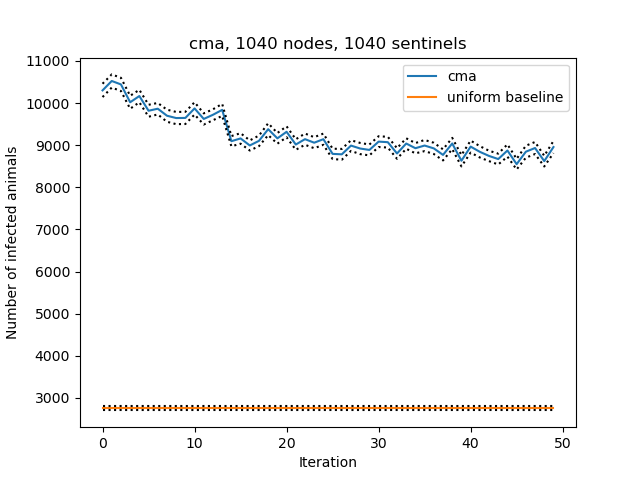 cma, 1040 nodes, 1040 sentinels
cma
uniform baseline
Number of infected animals
11000
10000
9000
8000
7000
6000
5000
4000
3000
0 10 20 30 40 50
Iteration